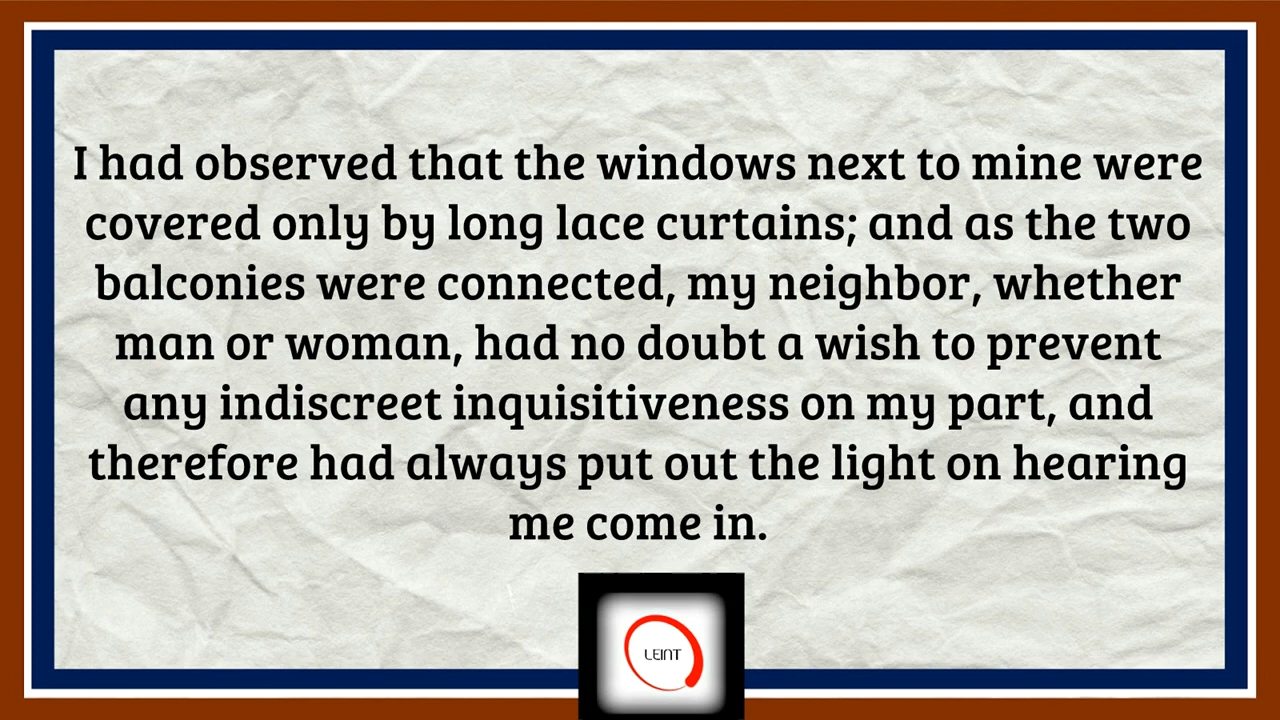 I had observed that the windows next to mine were
covered only by long lace curtains; and as the two
balconies were connected, my neighbor, whether
man or woman, had no doubt a wish to prevent
any indiscreet inquisitiveness on my part, and
therefore had always put out the light on hearing
me come in.
LEINT